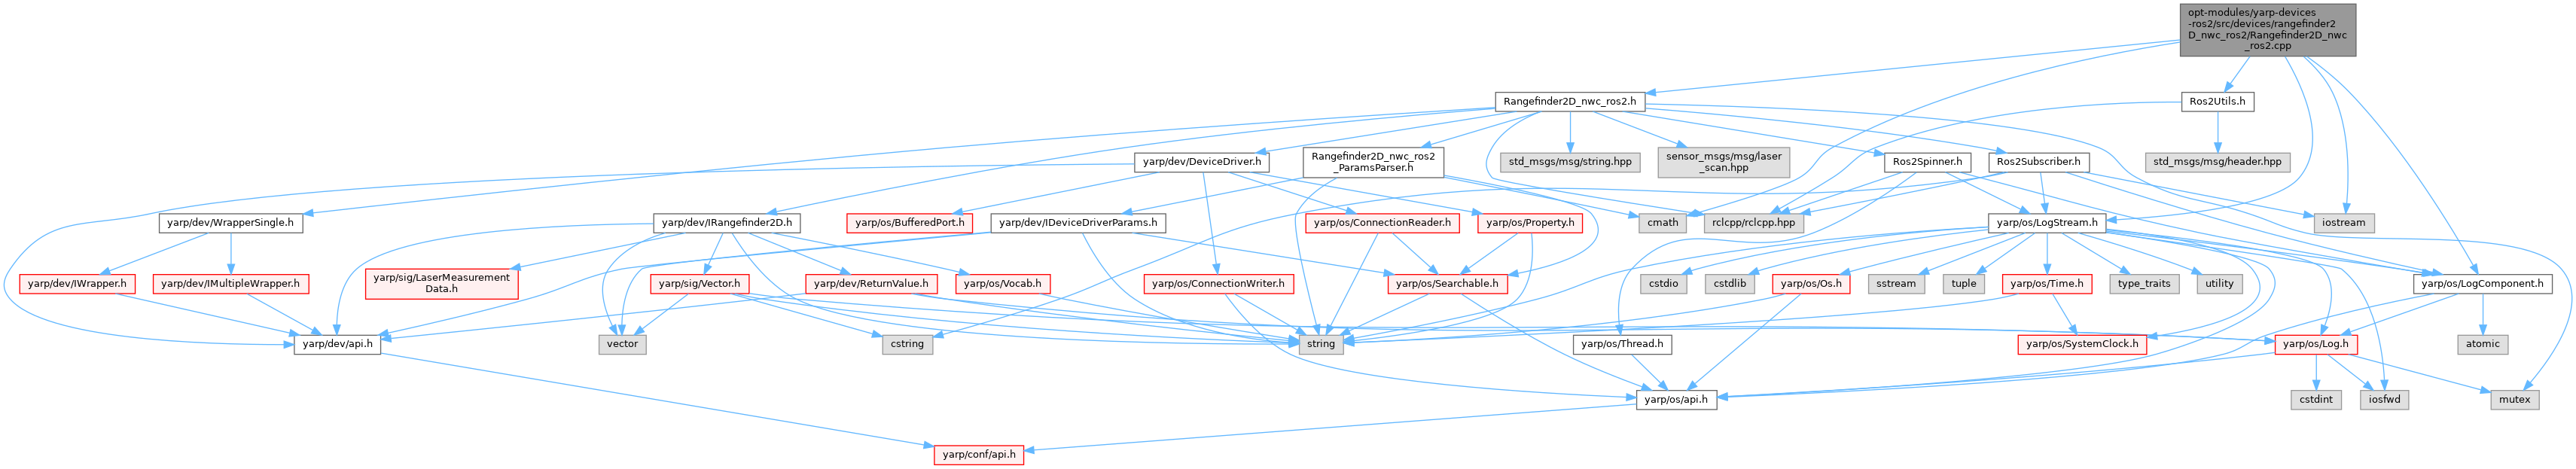 opt-modules/yarp-devices
-ros2/src/devices/rangefinder2
D_nwc_ros2/Rangefinder2D_nwc
_ros2.cpp
Rangefinder2D_nwc_ros2.h
Ros2Utils.h
yarp/dev/DeviceDriver.h
Rangefinder2D_nwc_ros2
_ParamsParser.h
std_msgs/msg/string.hpp
sensor_msgs/msg/laser
_scan.hpp
Ros2Spinner.h
Ros2Subscriber.h
std_msgs/msg/header.hpp
yarp/dev/WrapperSingle.h
yarp/dev/IRangefinder2D.h
yarp/os/BufferedPort.h
yarp/dev/IDeviceDriverParams.h
yarp/os/ConnectionReader.h
yarp/os/Property.h
cmath
rclcpp/rclcpp.hpp
yarp/os/LogStream.h
iostream
yarp/dev/IWrapper.h
yarp/dev/IMultipleWrapper.h
yarp/sig/LaserMeasurement
Data.h
yarp/sig/Vector.h
yarp/dev/ReturnValue.h
yarp/os/Vocab.h
yarp/os/ConnectionWriter.h
yarp/os/Searchable.h
cstdio
cstdlib
yarp/os/Os.h
sstream
tuple
yarp/os/Time.h
type_traits
utility
yarp/os/LogComponent.h
yarp/dev/api.h
vector
cstring
string
yarp/os/Thread.h
yarp/os/SystemClock.h
yarp/os/Log.h
atomic
yarp/os/api.h
cstdint
iosfwd
mutex
yarp/conf/api.h